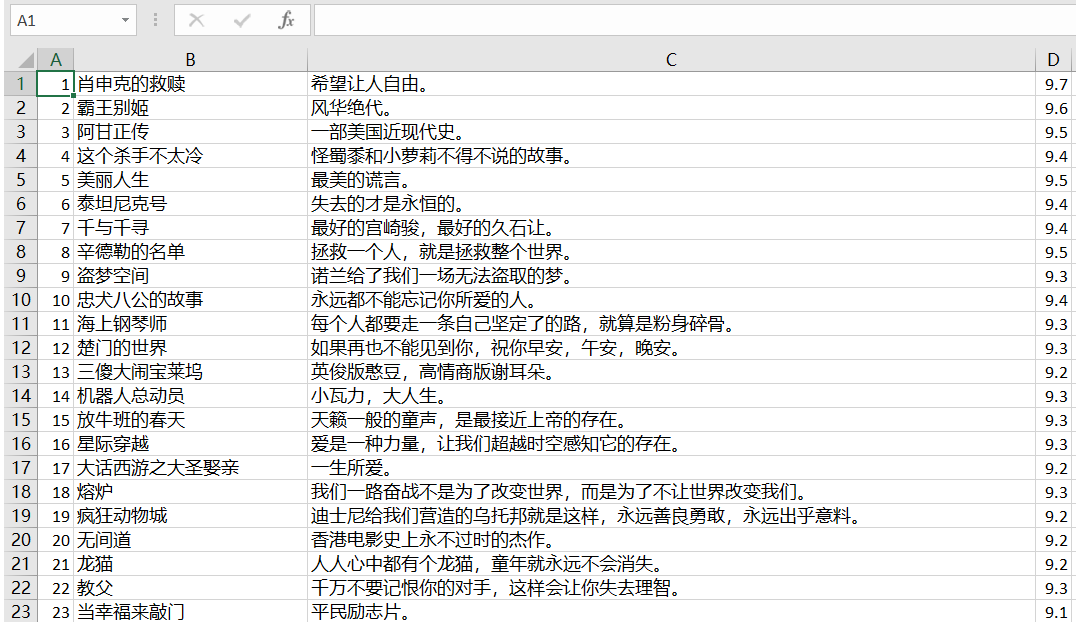 A1 fx
A B C D
1 1 肖申克的救赎 希望让人自由。 9.7
2 2 霸王别姬 风华绝代。 9.6
3 3 阿甘正传 一部美国近现代史。 9.5
4 4 这个杀手不太冷 怪蜀黍和小萝莉不得不说的故事。 9.4
5 5 美丽人生 最美的谎言。 9.5
6 6 泰坦尼克号 失去的才是永恒的。 9.4
7 7 千与千寻 最好的宫崎骏，最好的久石让。 9.4
8 8 辛德勒的名单 拯救一个人，就是拯救整个世界。 9.5
9 9 盗梦空间 诺兰给了我们一场无法盗取的梦。 9.3
10 10 忠犬八公的故事 永远都不能忘记你所爱的人。 9.4
11 11 海上钢琴师 每个人都要走一条自己坚定了的路，就算是粉身碎骨。 9.3
12 12 楚门的世界 如果再也不能见到你，祝你早安，午安，晚安。 9.3
13 13 三傻大闹宝莱坞 英俊版憨豆，高情商版谢耳朵。 9.2
14 14 机器人总动员 小瓦力，大人生。 9.3
15 15 放牛班的春天 天籁一般的童声，是最接近上帝的存在。 9.3
16 16 星际穿越 爱是一种力量，让我们超越时空感知它的存在。 9.3
17 17 大话西游之大圣娶亲 一生所爱。 9.2
18 18 熔炉 我们一路奋战不是为了改变世界，而是为了不让世界改变我们。 9.3
19 19 疯狂动物城 迪士尼给我们营造的乌托邦就是这样，永远善良勇敢，永远出乎意料。 9.2
20 20 无间道 香港电影史上永不过时的杰作。 9.2
21 21 龙猫 人人心中都有个龙猫，童年就永远不会消失。 9.2
22 22 教父 千万不要记恨你的对手，这样会让你失去理智。 9.3
23 23 当幸福来敲门 平民励志片。 9.1